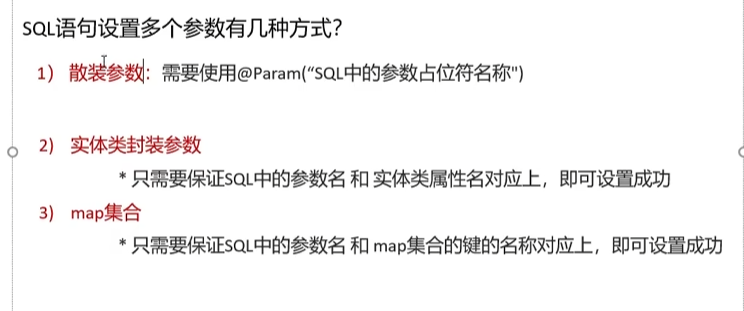 SQL语句设置多个参数有几种方式？
1） 散装参数：需要使用@Param(“SQL中的参数占位符名称")
2) 实体类封装参数
* 只需要保证SQL中的参数名 和 实体类属性名对应上，即可设置成功
3) map集合
* 只需要保证SQL中的参数名 和 map集合的键的名称对应上，即可设置成功